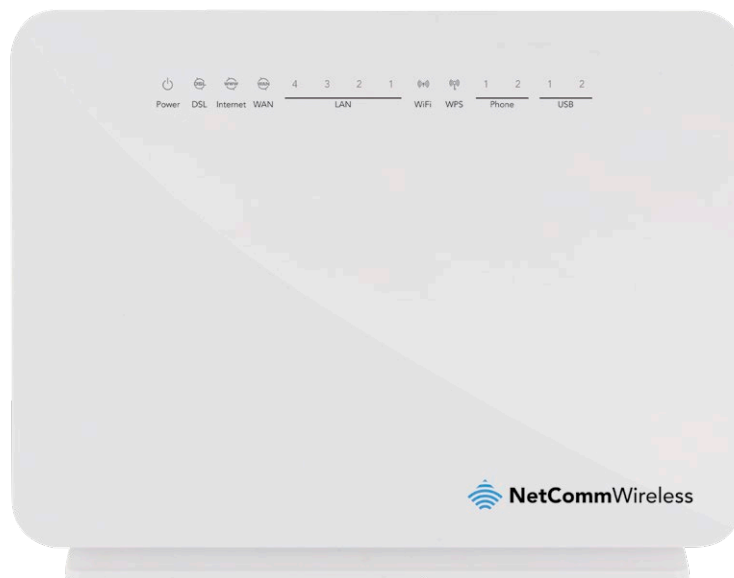 4 3 2 1 1 2 1 2
Power DSL Internet WAN LAN WiFi WPS Phone USB
NetCommWireless